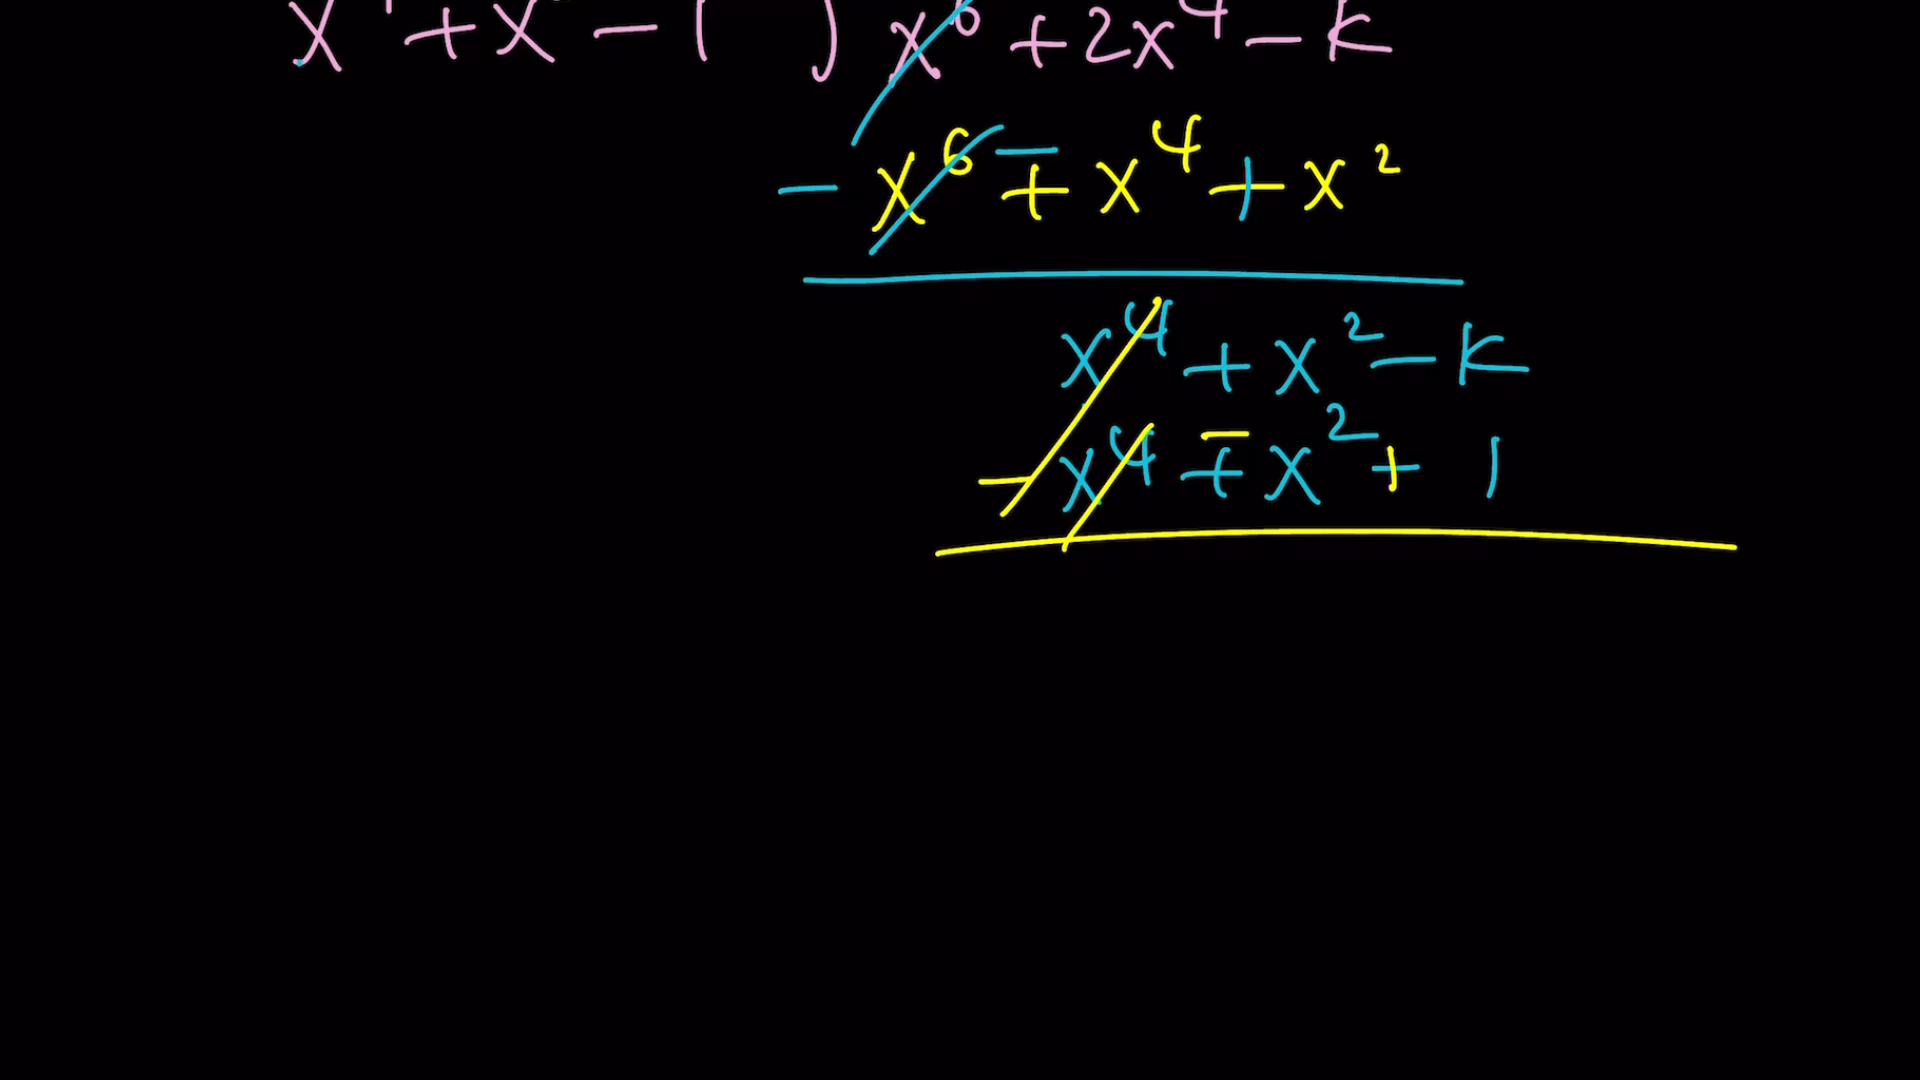 x⁴ + x² − 1 ) x⁶ + 2x⁴ − k
− x⁶ ∓ x⁴ + x²
x⁴ + x² − k
− x⁴ ∓ x² + 1